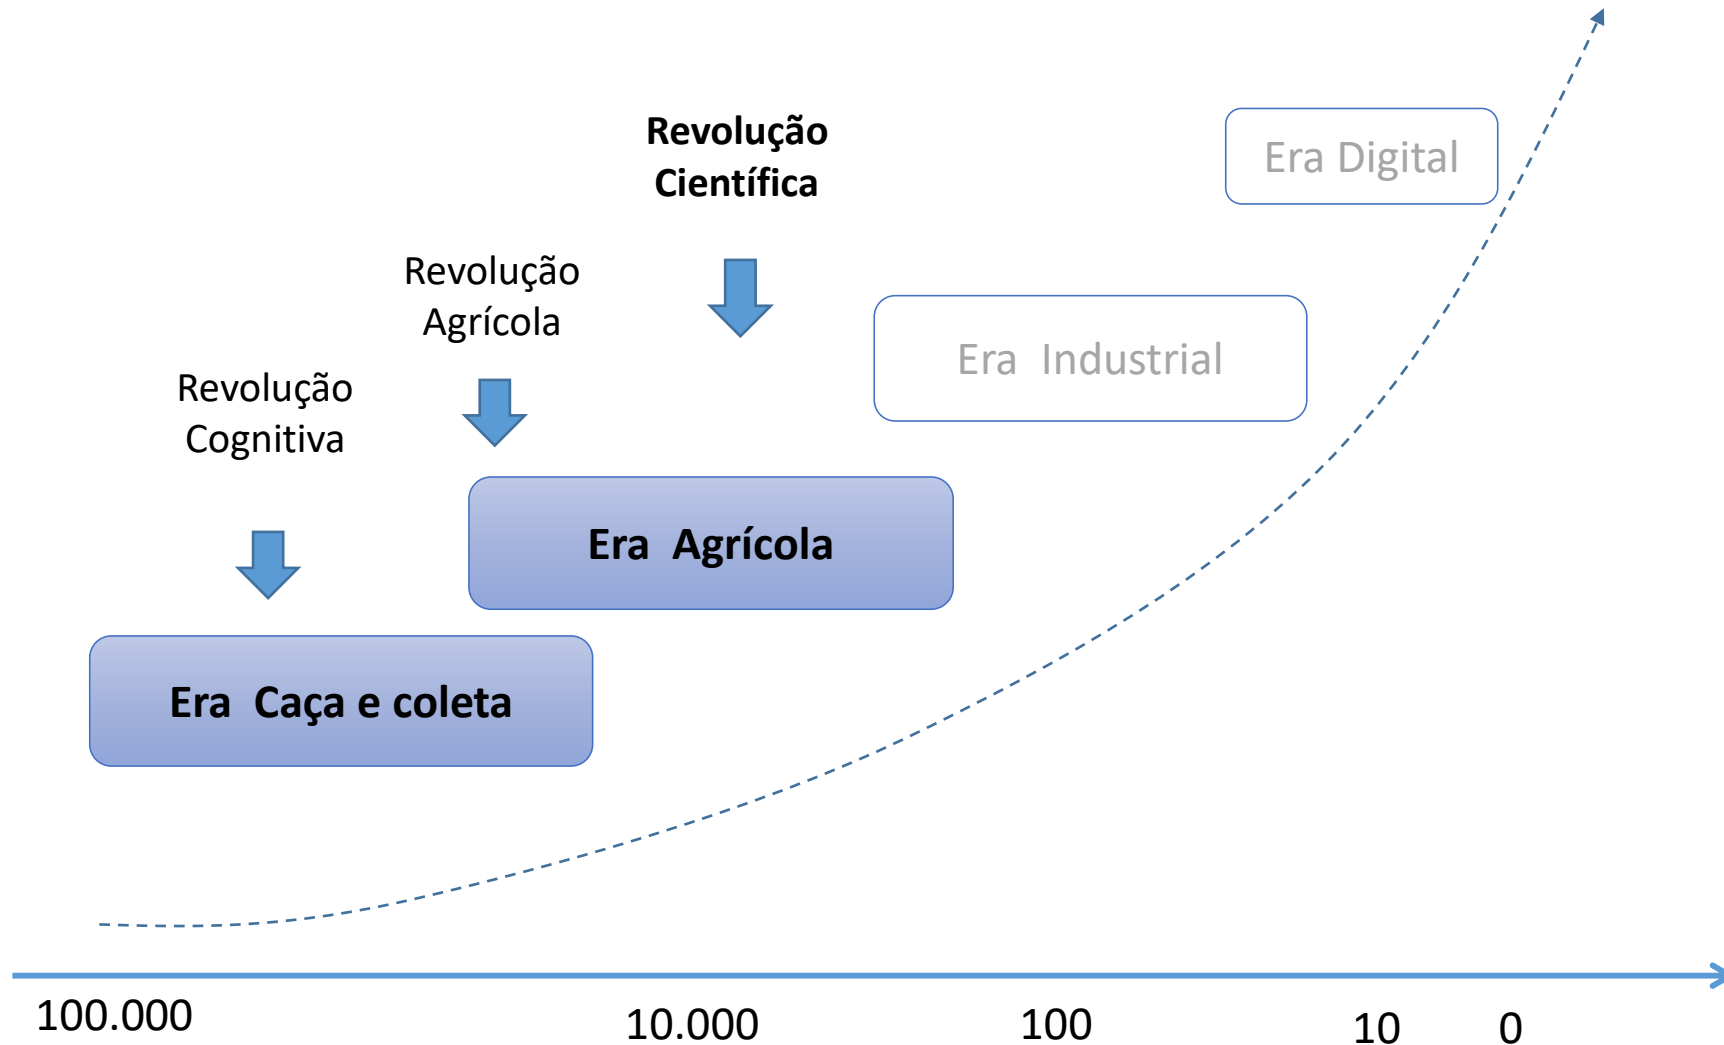 Revolução
Científica
Era Digital
Revolução
Agrícola
Era Industrial
Revolução
Cognitiva
Era Agrícola
Era Caça e coleta
100.000
10.000
100
10
0